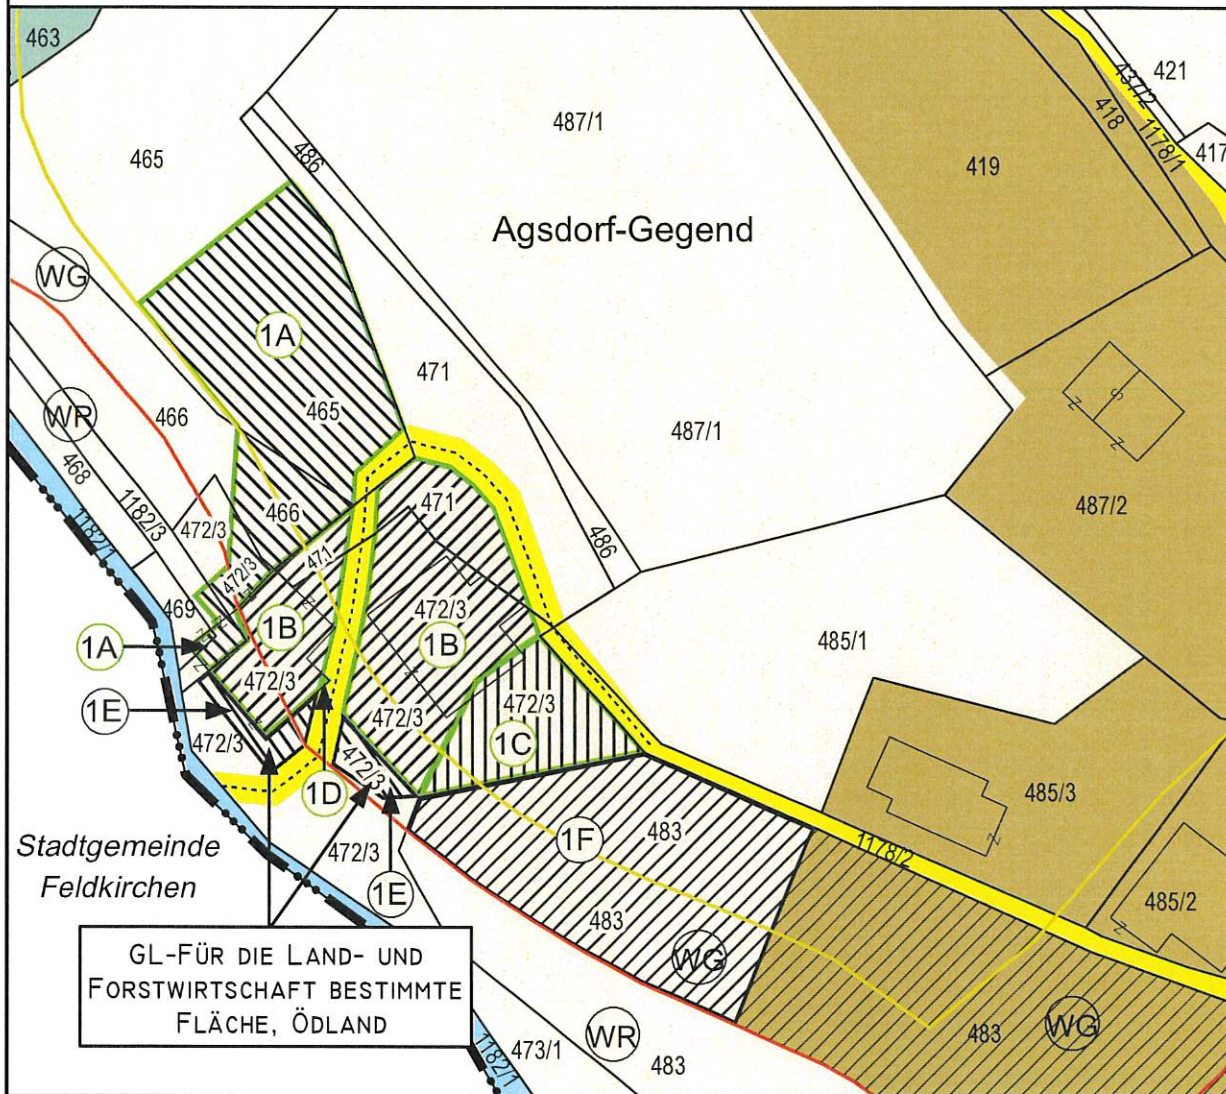 463
465
487/1
419
418
437/2
1178/1
421
417
486
Agsdorf-Gegend
WG
1A
471
465
487/1
WR
466
468
1182/3
1182/1
472/3
466
471
486
487/2
S
Z
Z
472/3
471
469
Z
Z
Z
Z
1B
472/3
1B
472/3
485/1
1A
1E
472/3
472/3
472/3
1C
472/3
1D
1E
472/3
Z
485/3
Z
1178/2
485/2
Z
1F
483
483
WG
483
WG
Stadtgemeinde
Feldkirchen
GL-FÜR DIE LAND- UND
FORSTWIRTSCHAFT BESTIMMTE
FLÄCHE, ÖDLAND
1182/1
473/1
WR
483